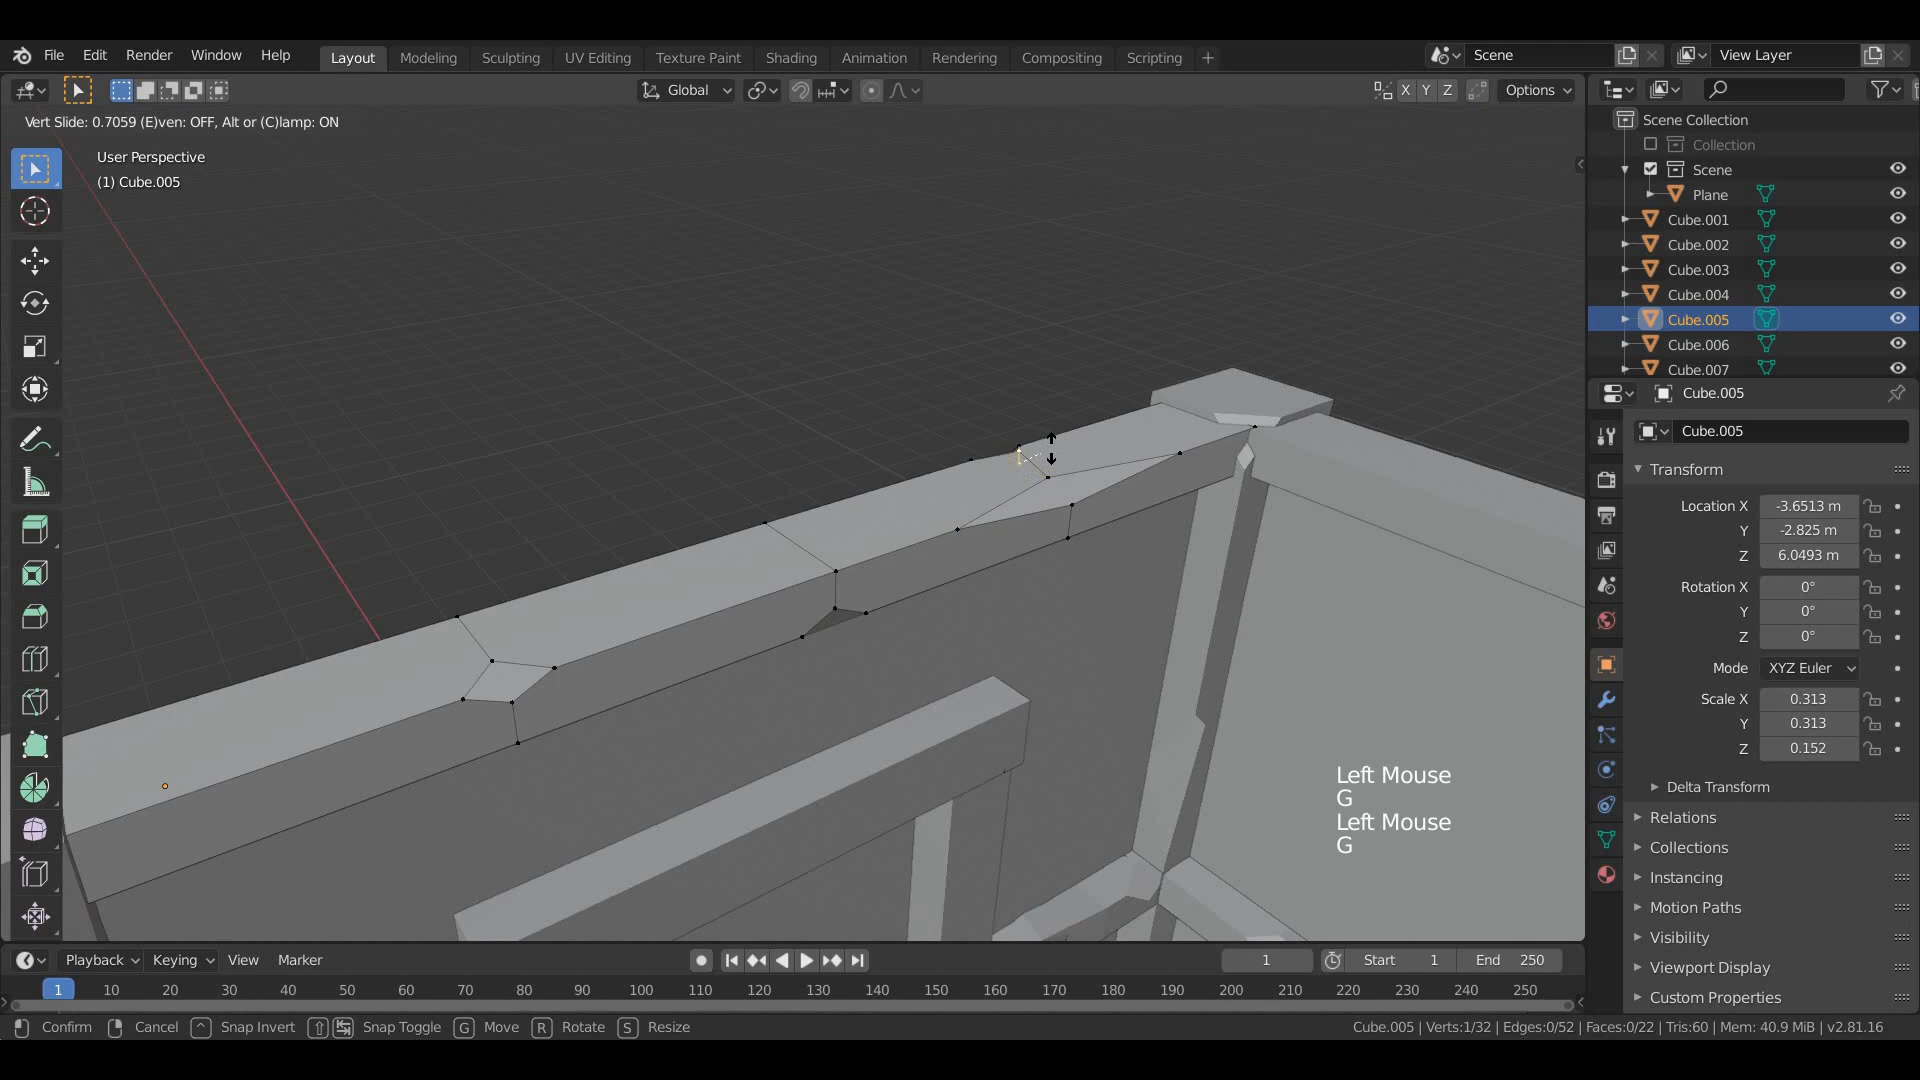 File Edit Render Window Help Layout Modeling Sculpting UV Editing Texture Paint Shading Animation Rendering Compositing Scripting + Scene View Layer
Global X Y Z Options
Vert Slide: 0.7059 (E)ven: OFF, Alt or (C)lamp: ON
User Perspective
(1) Cube.005
Scene Collection
Collection
Scene
Plane
Cube.001
Cube.002
Cube.003
Cube.004
Cube.005
Cube.006
Cube.007
Cube.005
Cube.005
Transform
Location X -3.6513 m
Y -2.825 m
Z 6.0493 m
Rotation X 0°
Y 0°
Z 0°
Mode XYZ Euler
Scale X 0.313
Y 0.313
Z 0.152
Delta Transform
Relations
Collections
Instancing
Motion Paths
Visibility
Viewport Display
Custom Properties
Left Mouse
G
Left Mouse
G
Playback Keying View Marker 1 Start 1 End 250
1 10 20 30 40 50 60 70 80 90 100 110 120 130 140 150 160 170 180 190 200 210 220 230 240 250
Confirm Cancel ^ Snap Invert Snap Toggle G Move R Rotate S Resize Cube.005 | Verts:1/32 | Edges:0/52 | Faces:0/22 | Tris:60 | Mem: 40.9 MiB | v2.81.16